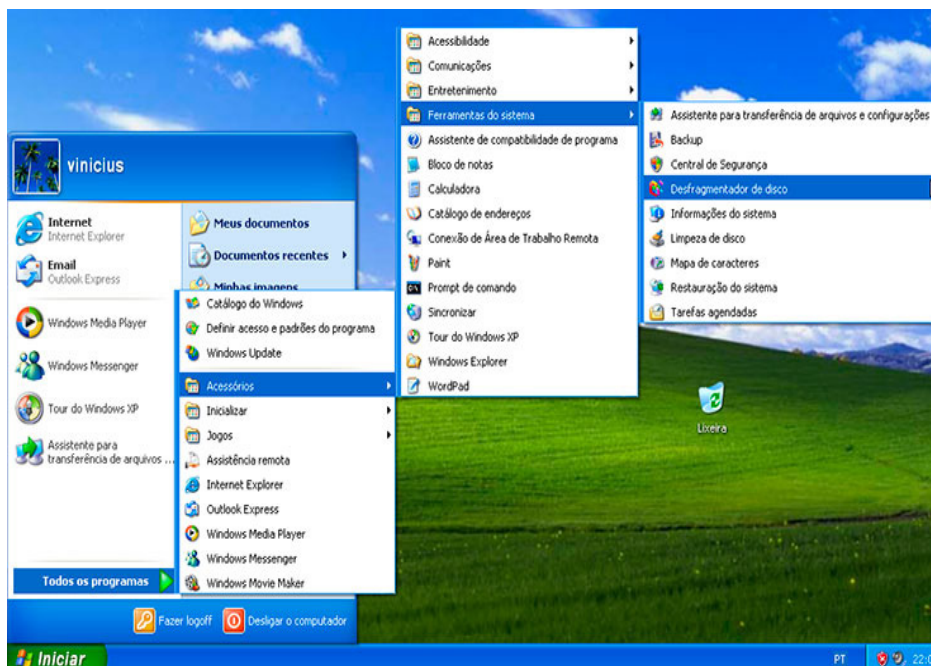 vinicius
Internet
Internet Explorer
Email
Outlook Express
Windows Media Player
Windows Messenger
Tour do Windows XP
Assistente para
transferência de arquivos ...
Todos os programas
Meus documentos
Documentos recentes
Minhas imagens
Catálogo do Windows
Definir acesso e padrões do programa
Windows Update
Acessórios
Inicializar
Jogos
Assistência remota
Internet Explorer
Outlook Express
Windows Media Player
Windows Messenger
Windows Movie Maker
Acessibilidade
Comunicações
Entretenimento
Ferramentas do sistema
Assistente de compatibilidade de programa
Bloco de notas
Calculadora
Catálogo de endereços
Conexão de Área de Trabalho Remota
Paint
Prompt de comando
Sincronizar
Tour do Windows XP
Windows Explorer
WordPad
Assistente para transferência de arquivos e configurações
Backup
Central de Segurança
Desfragmentador de disco
Informações do sistema
Limpeza de disco
Mapa de caracteres
Restauração do sistema
Tarefas agendadas
Lixeira
Fazer logoff
Desligar o computador
Iniciar
PT